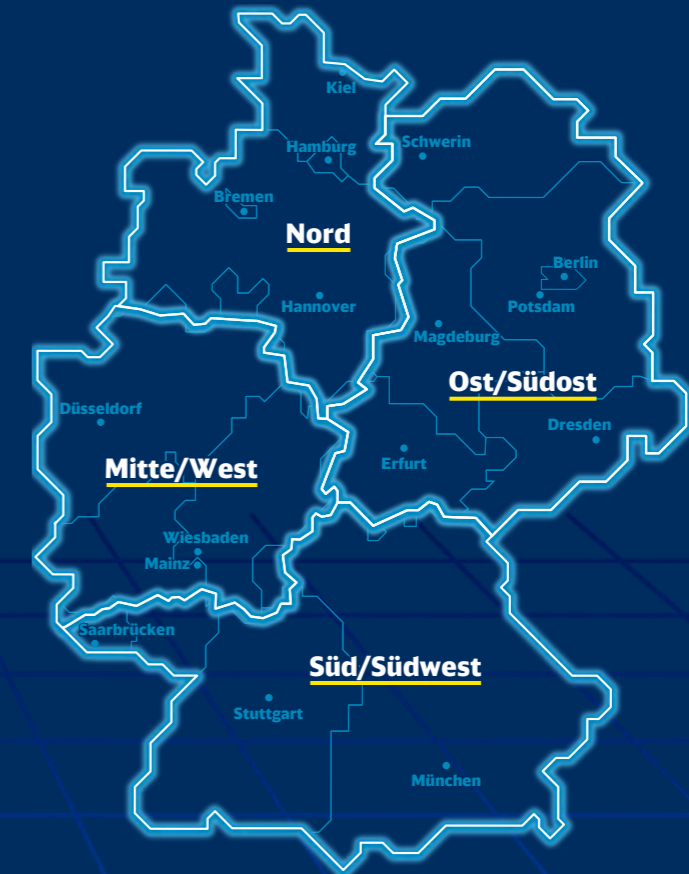 Kiel
Hamburg
Schwerin
Bremen
Nord
Berlin
Hannover
Potsdam
Magdeburg
Ost/Südost
Düsseldorf
Dresden
Mitte/West
Erfurt
Wiesbaden
Mainz
Saarbrücken
Süd/Südwest
Stuttgart
München